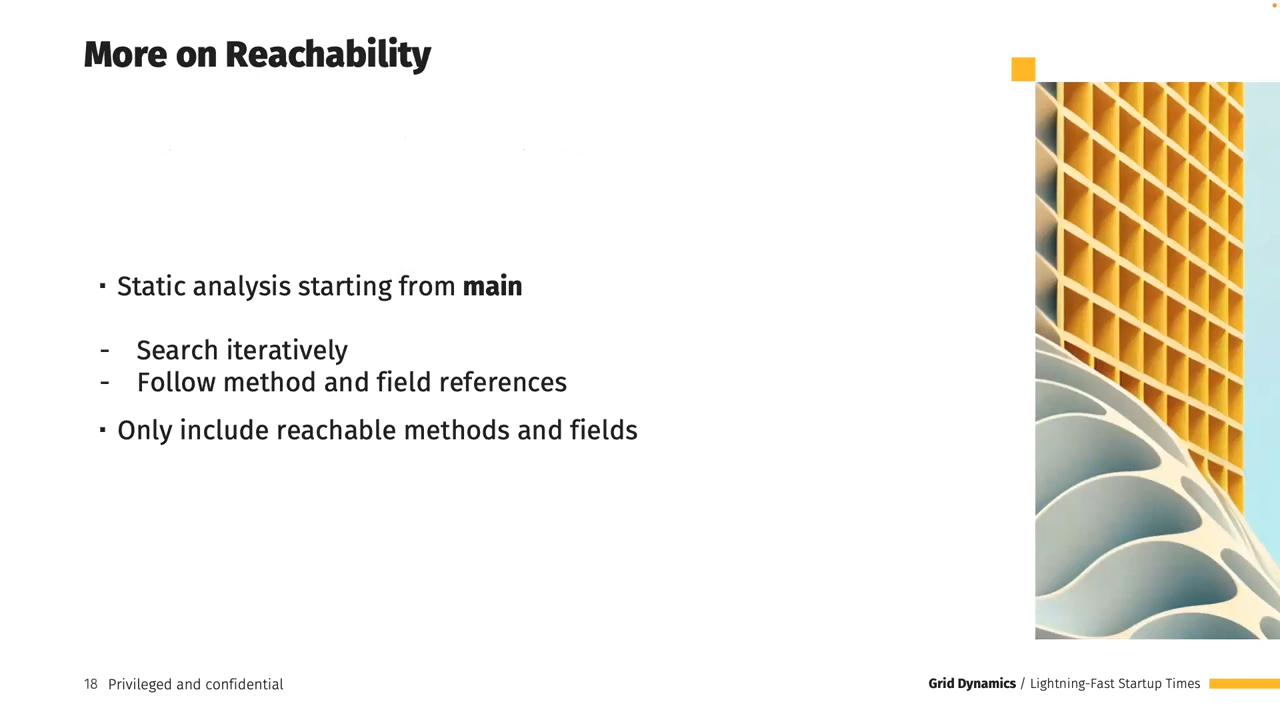 More on Reachability
▪ Static analysis starting from main
- Search iteratively
- Follow method and field references
▪ Only include reachable methods and fields
18 Privileged and confidential
Grid Dynamics / Lightning-Fast Startup Times